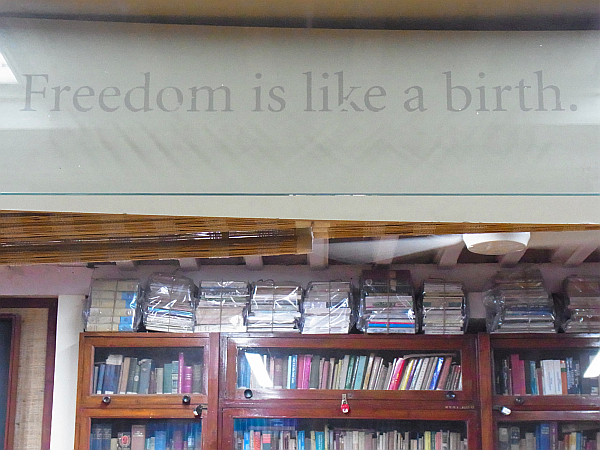 Freedom is like a birth.